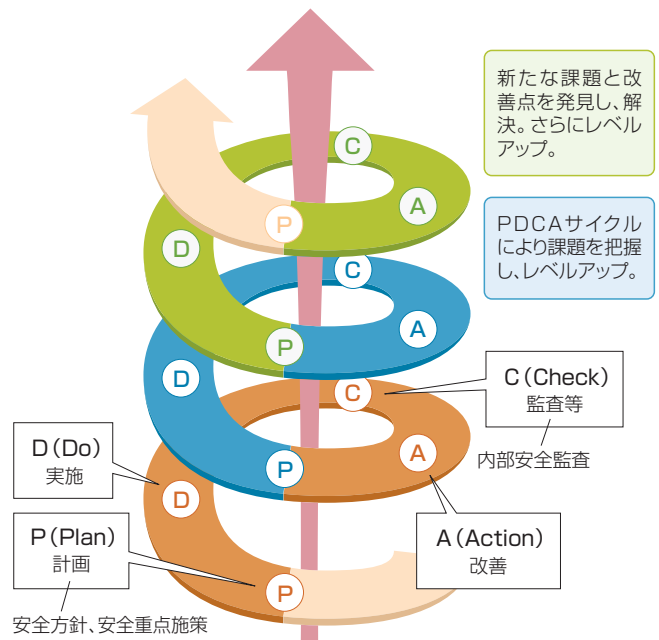 C
新たな課題と改
善点を発見し、解
決。さらにレベル
アップ。
A
P
D
PDCAサイクル
により課題を把握
し、レベルアップ。
C
A
P
D
C(Check)
監査等
内部安全監査
C
A
P
D(Do)
実施
D
A(Action)
改善
P(Plan)
計画
P
安全方針、安全重点施策